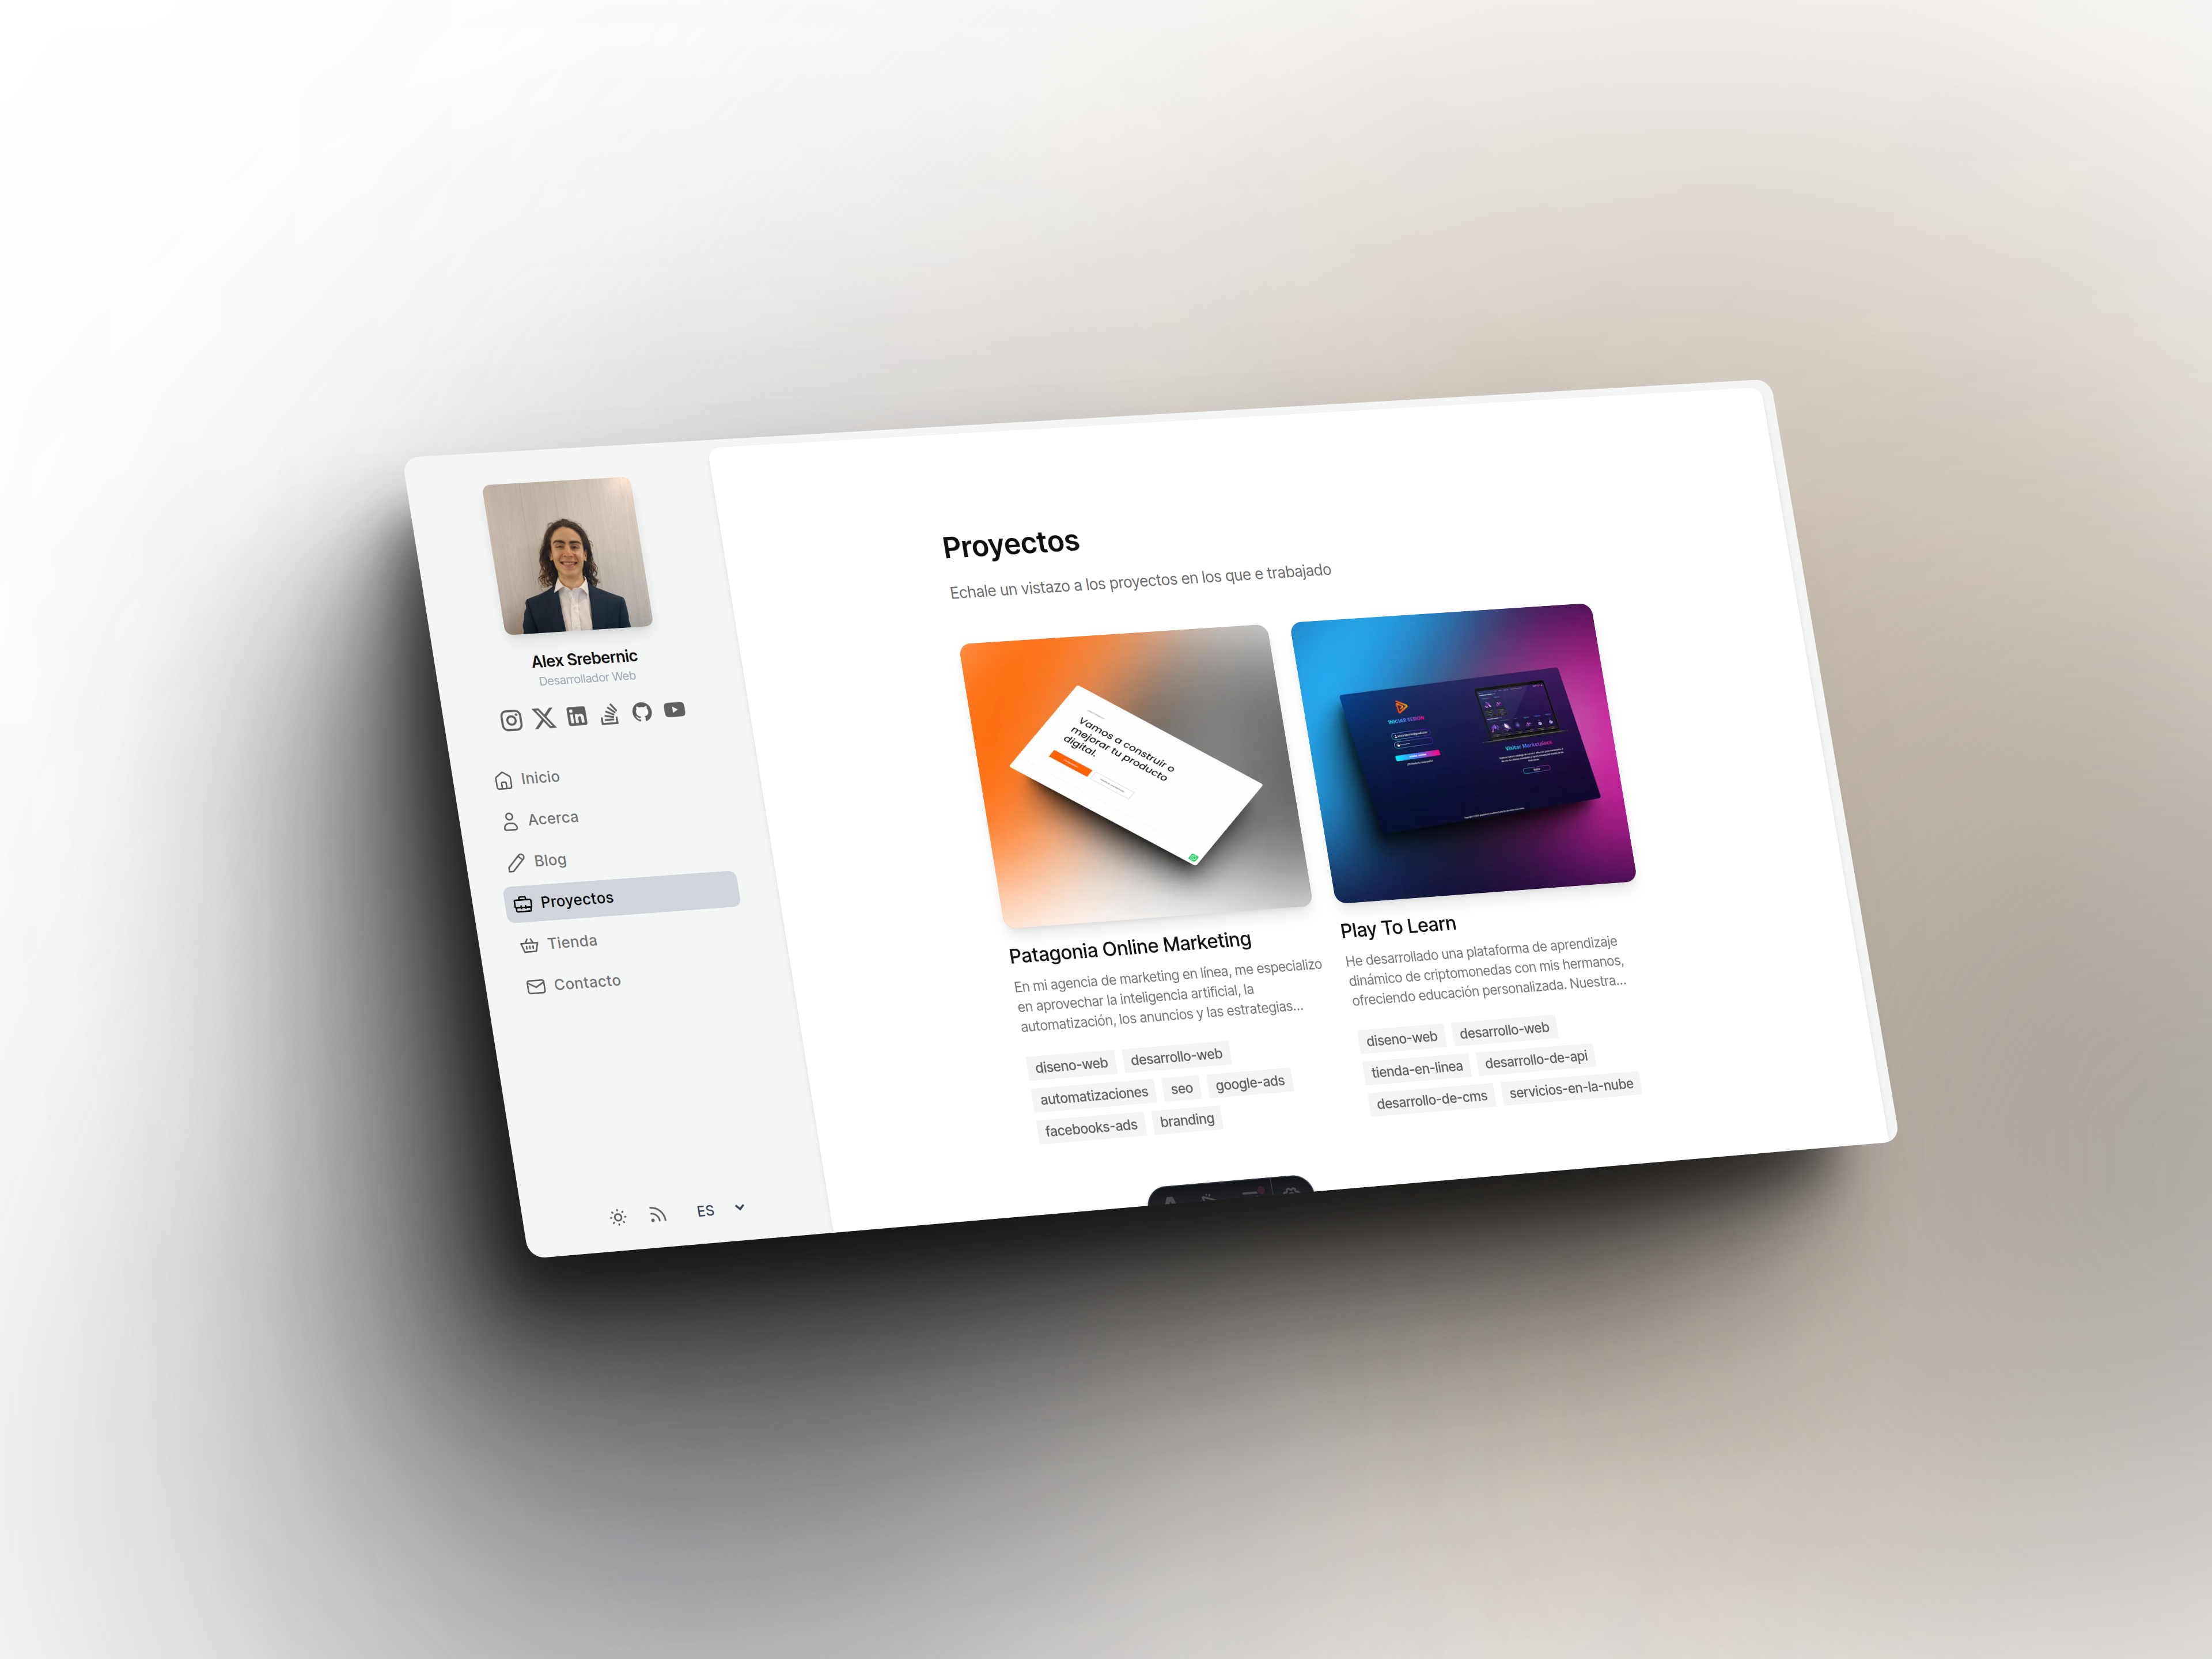 Alex Srebernic
Desarrollador Web
Inicio
Acerca
Blog
Proyectos
Tienda
Contacto
ES
Proyectos
Echale un vistazo a los proyectos en los que e trabajado
Vamos a construir o
mejorar tu producto
digital.
Patagonia Online Marketing
En mi agencia de marketing en línea, me especializo
en aprovechar la inteligencia artificial, la
automatización, los anuncios y las estrategias...
diseno-web desarrollo-web
automatizaciones seo google-ads
facebooks-ads branding
INICIAR SESION
Visitar Marketplace
Play To Learn
He desarrollado una plataforma de aprendizaje
dinámico de criptomonedas con mis hermanos,
ofreciendo educación personalizada. Nuestra...
diseno-web desarrollo-web
tienda-en-linea desarrollo-de-api
desarrollo-de-cms servicios-en-la-nube